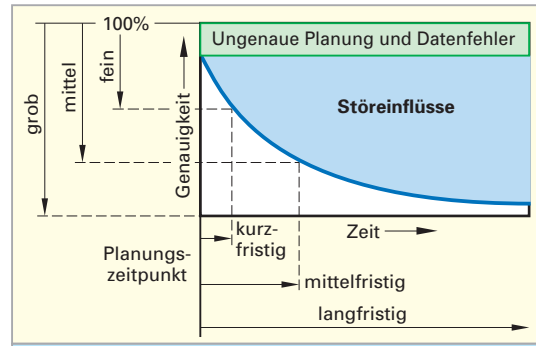 100%
Ungenaue Planung und Datenfehler
grob
mittel
fein
Genauigkeit
Störeinflüsse
kurz-
fristig
Zeit
Planungs-
zeitpunkt
mittelfristig
langfristig